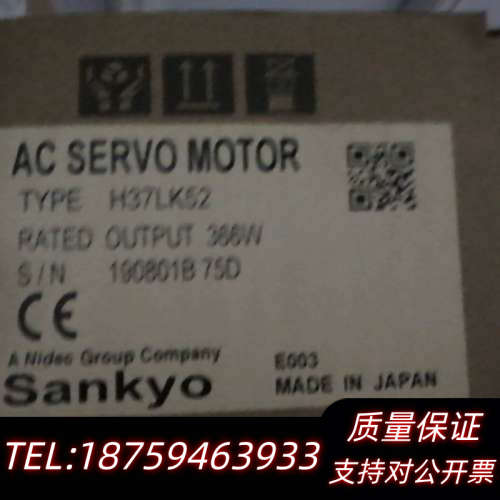 AC SERVO MOTOR
TYPE H37LK52
RATED OUTPUT 366W
S/N 190801B 75D
CE
A Nidec Group Company
E003
Sankyo
MADE IN JAPAN
质量保证
TEL:18759463933
支持对公开票